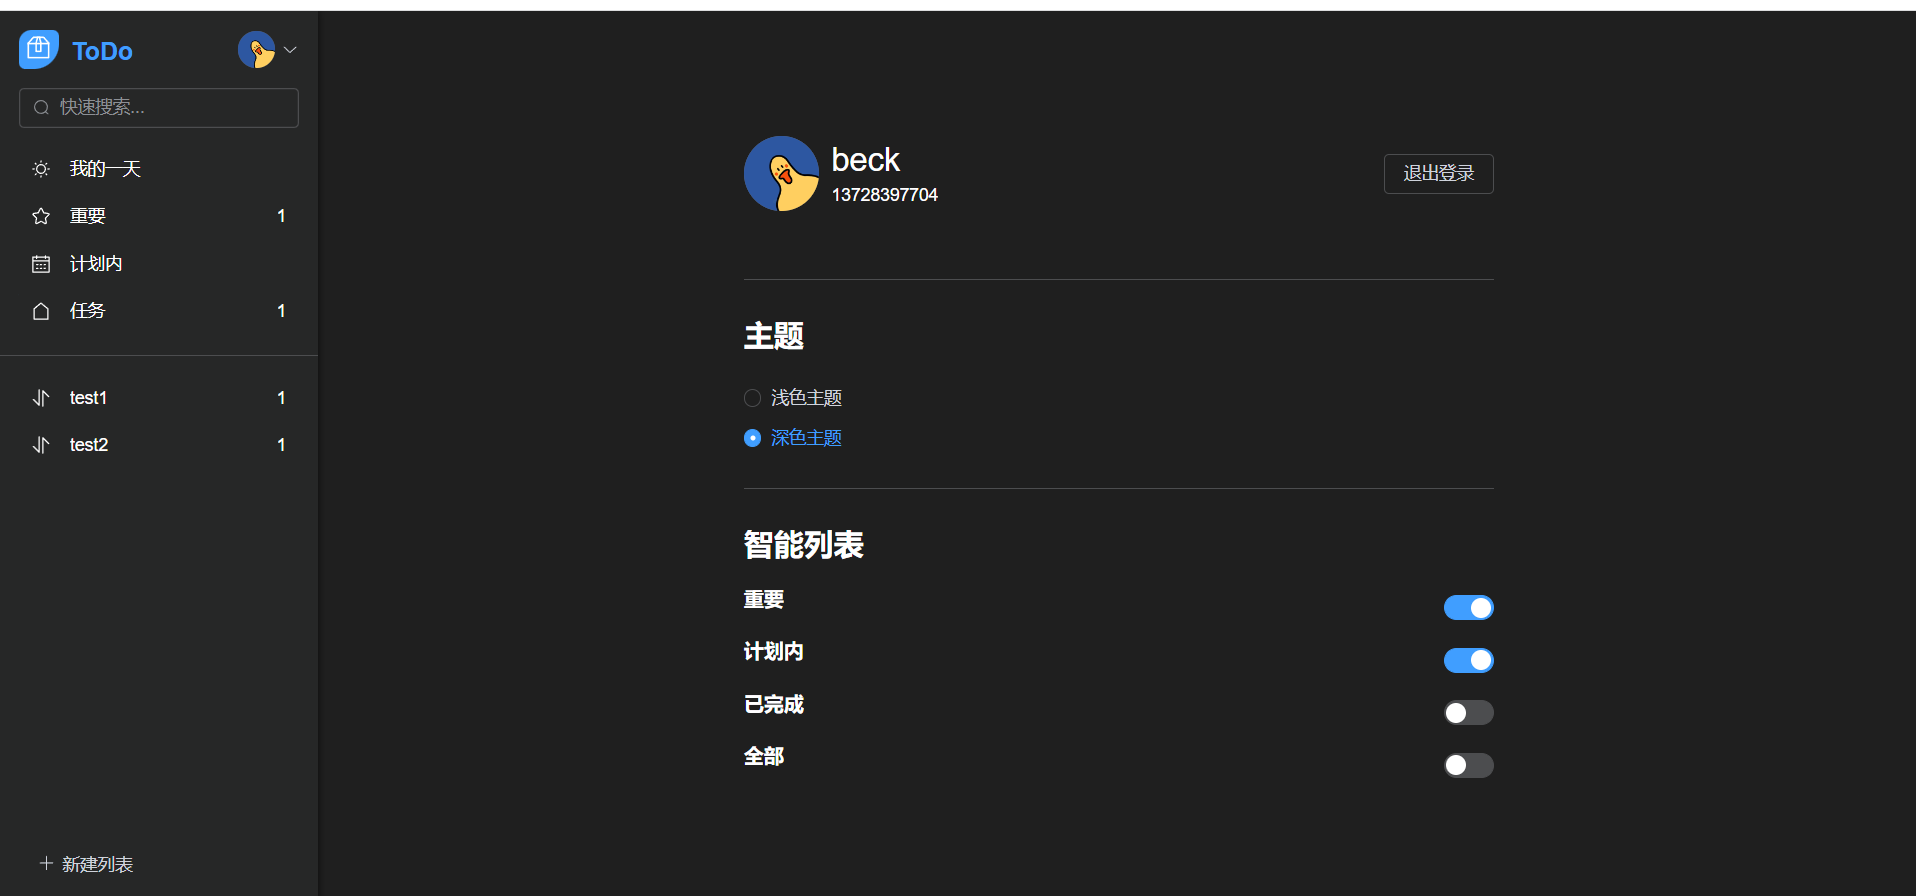 ToDo
快速搜索...
我的一天
重要 1
计划内
任务 1
test1 1
test2 1
新建列表
beck
13728397704
退出登录
主题
浅色主题
深色主题
智能列表
重要
计划内
已完成
全部